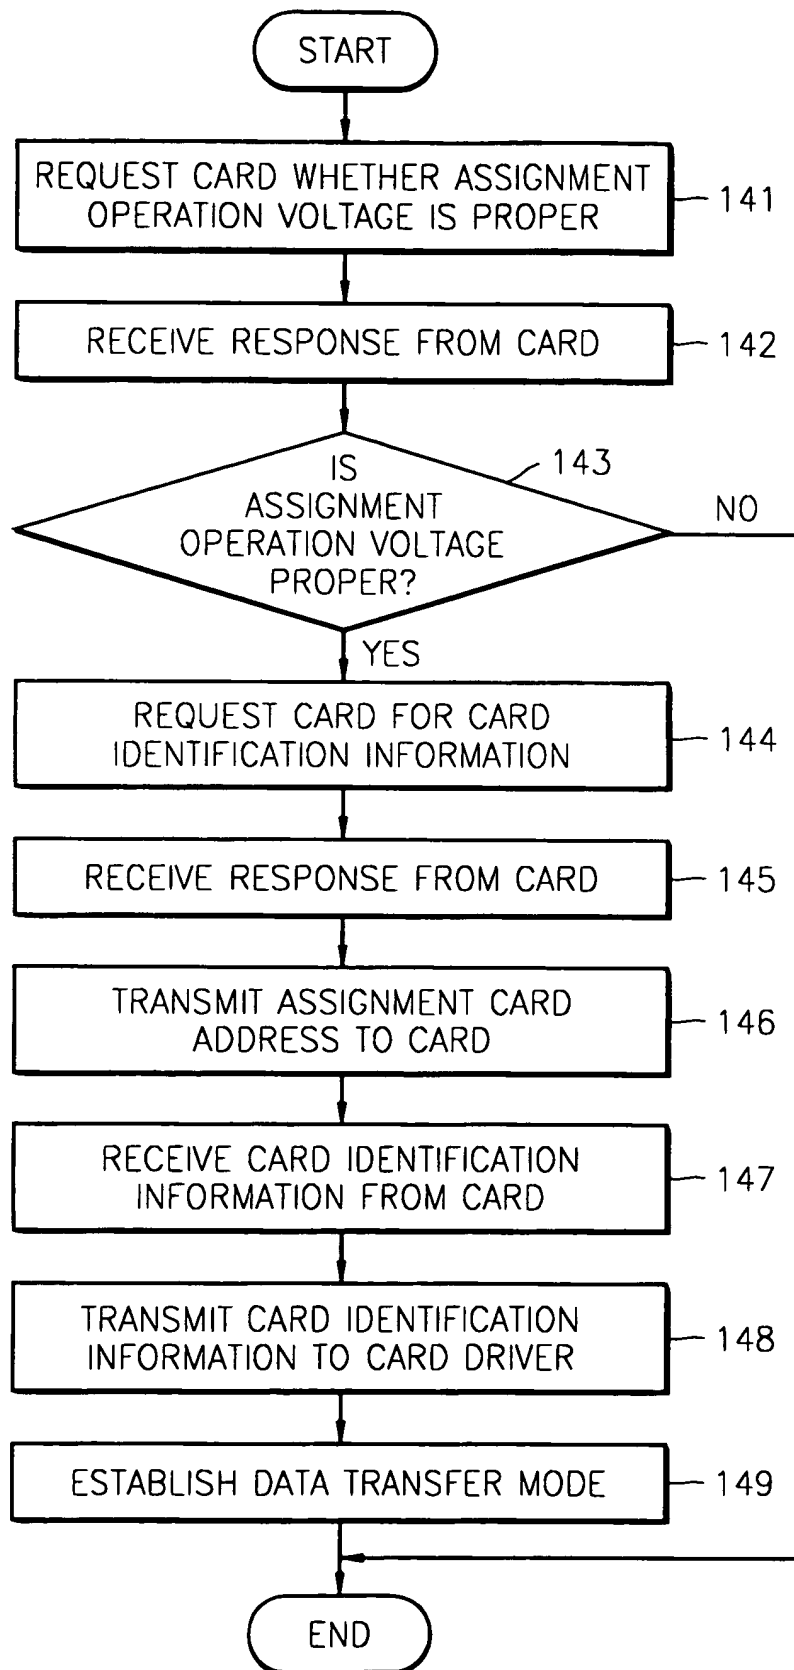 START
REQUEST CARD WHETHER ASSIGNMENT
OPERATION VOLTAGE IS PROPER
141
RECEIVE RESPONSE FROM CARD
142
143
IS
ASSIGNMENT
OPERATION VOLTAGE
PROPER?
NO
YES
REQUEST CARD FOR CARD
IDENTIFICATION INFORMATION
144
RECEIVE RESPONSE FROM CARD
145
TRANSMIT ASSIGNMENT CARD
ADDRESS TO CARD
146
RECEIVE CARD IDENTIFICATION
INFORMATION FROM CARD
147
TRANSMIT CARD IDENTIFICATION
INFORMATION TO CARD DRIVER
148
ESTABLISH DATA TRANSFER MODE
149
END